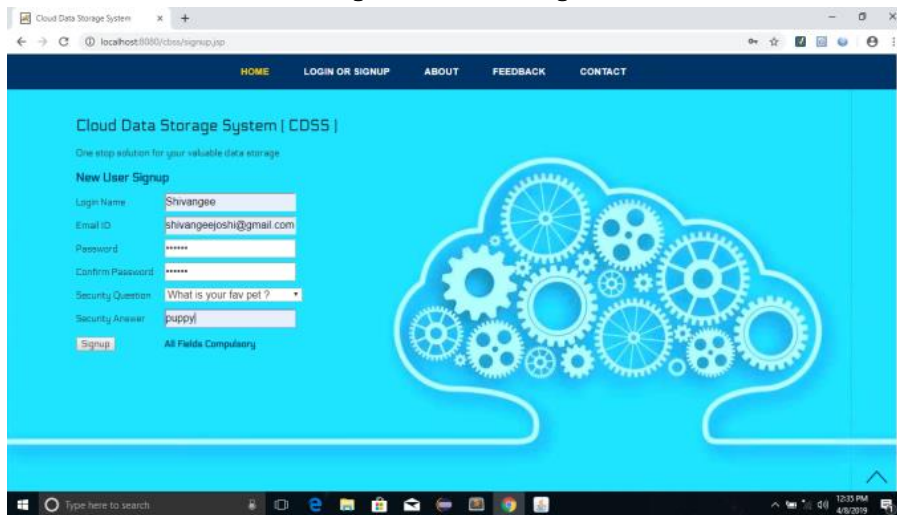 Cloud Data Storage System
localhost:8080/cbss/signup.jsp
HOME LOGIN OR SIGNUP ABOUT FEEDBACK CONTACT
Cloud Data Storage System [ CDSS ]
One stop solution for your valuable data storage
New User Signup
Login Name Shivangee
Email ID shivangeejoshi@gmail.com
Password ••••••
Confirm Password ••••••
Security Question What is your fav pet ?
Security Answer puppy
Signup All Fields Compulsory
Type here to search
12:35 PM
4/8/2019